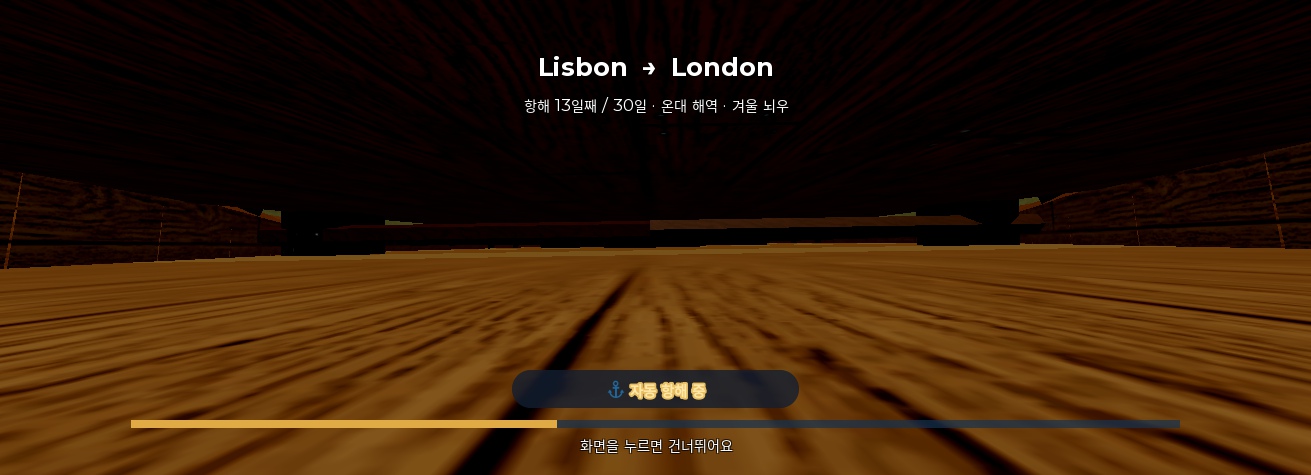 Lisbon → London
항해 13일째 / 30일 · 온대 해역 · 겨울 뇌우
⚓ 자동 항해 중
화면을 누르면 건너뛰어요